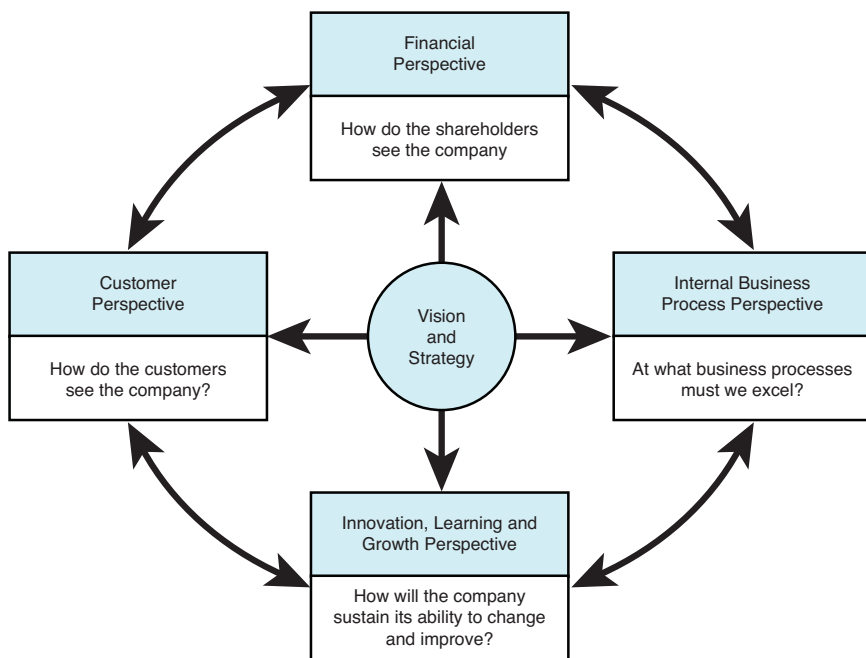 Financial
Perspective
How do the shareholders
see the company
Customer
Perspective
How do the customers
see the company?
Vision
and
Strategy
Internal Business
Process Perspective
At what business processes
must we excel?
Innovation, Learning and
Growth Perspective
How will the company
sustain its ability to change
and improve?